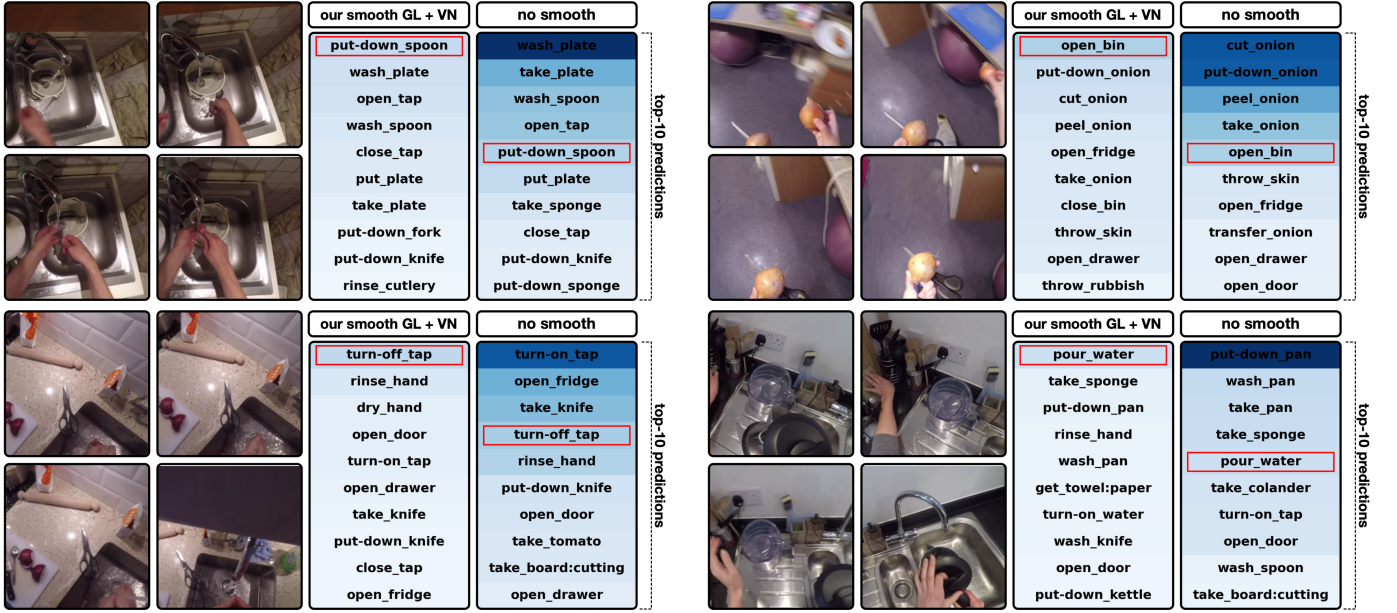 our smooth GL + VN
put-down_spoon
wash_plate
open_tap
wash_spoon
close_tap
put_plate
take_plate
put-down_fork
put-down_knife
rinse_cutlery
no smooth
wash_plate
take_plate
wash_spoon
open_tap
put-down_spoon
put_plate
take_sponge
close_tap
put-down_knife
put-down_sponge
top-10 predictions
our smooth GL + VN
open_bin
put-down_onion
cut_onion
peel_onion
open_fridge
take_onion
close_bin
throw_skin
open_drawer
throw_rubbish
no smooth
cut_onion
put-down_onion
peel_onion
take_onion
open_bin
throw_skin
open_fridge
transfer_onion
open_drawer
open_door
top-10 predictions
our smooth GL + VN
turn-off_tap
rinse_hand
dry_hand
open_door
turn-on_tap
open_drawer
take_knife
put-down_knife
close_tap
open_fridge
no smooth
turn-on_tap
open_fridge
take_knife
turn-off_tap
rinse_hand
put-down_knife
open_door
take_tomato
take_board:cutting
open_drawer
top-10 predictions
our smooth GL + VN
pour_water
take_sponge
put-down_pan
rinse_hand
wash_pan
get_towel:paper
turn-on_water
wash_knife
open_door
put-down_kettle
no smooth
put-down_pan
wash_pan
take_pan
take_sponge
pour_water
take_colander
turn-on_tap
open_door
wash_spoon
take_board:cutting
top-10 predictions